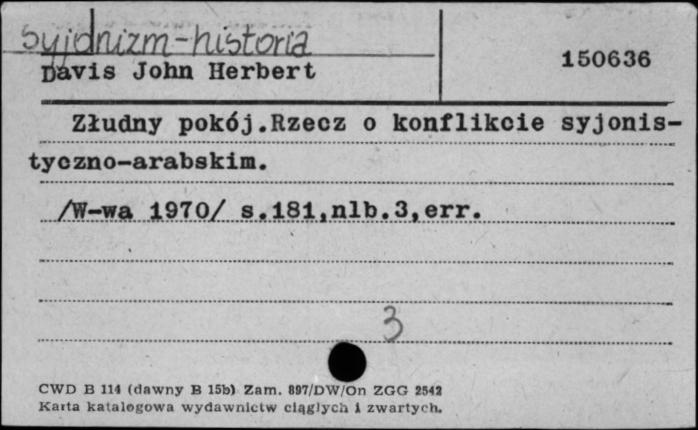 syjonizm-historia
Davis John Herbert
150636
Złudny pokój.Rzecz o konflikcie syjonis-
tyczno-arabskim.
/W-wa 1970/ s.181,nlb.3,err.
3
CWD B 114 (dawny B 15b) Zam. 897/DW/On ZGG 2542
Karta katalogowa wydawnictw ciągłych i zwartych.